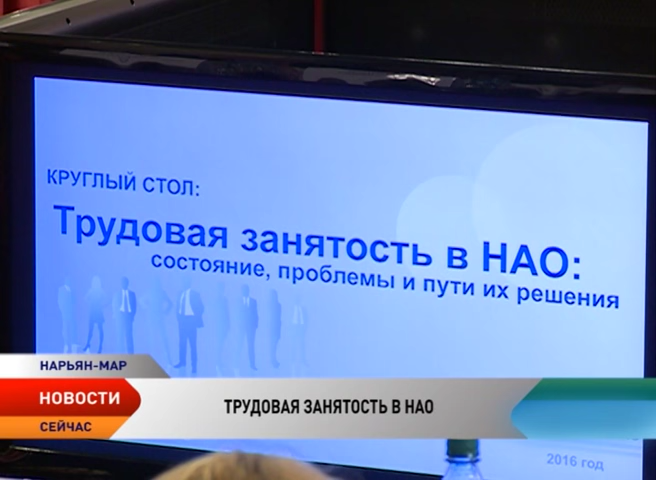 КРУГЛЫЙ СТОЛ:
Трудовая занятость в НАО:
состояние, проблемы и пути их решения
2016 год
НАРЬЯН-МАР
НОВОСТИ
СЕЙЧАС
ТРУДОВАЯ ЗАНЯТОСТЬ В НАО